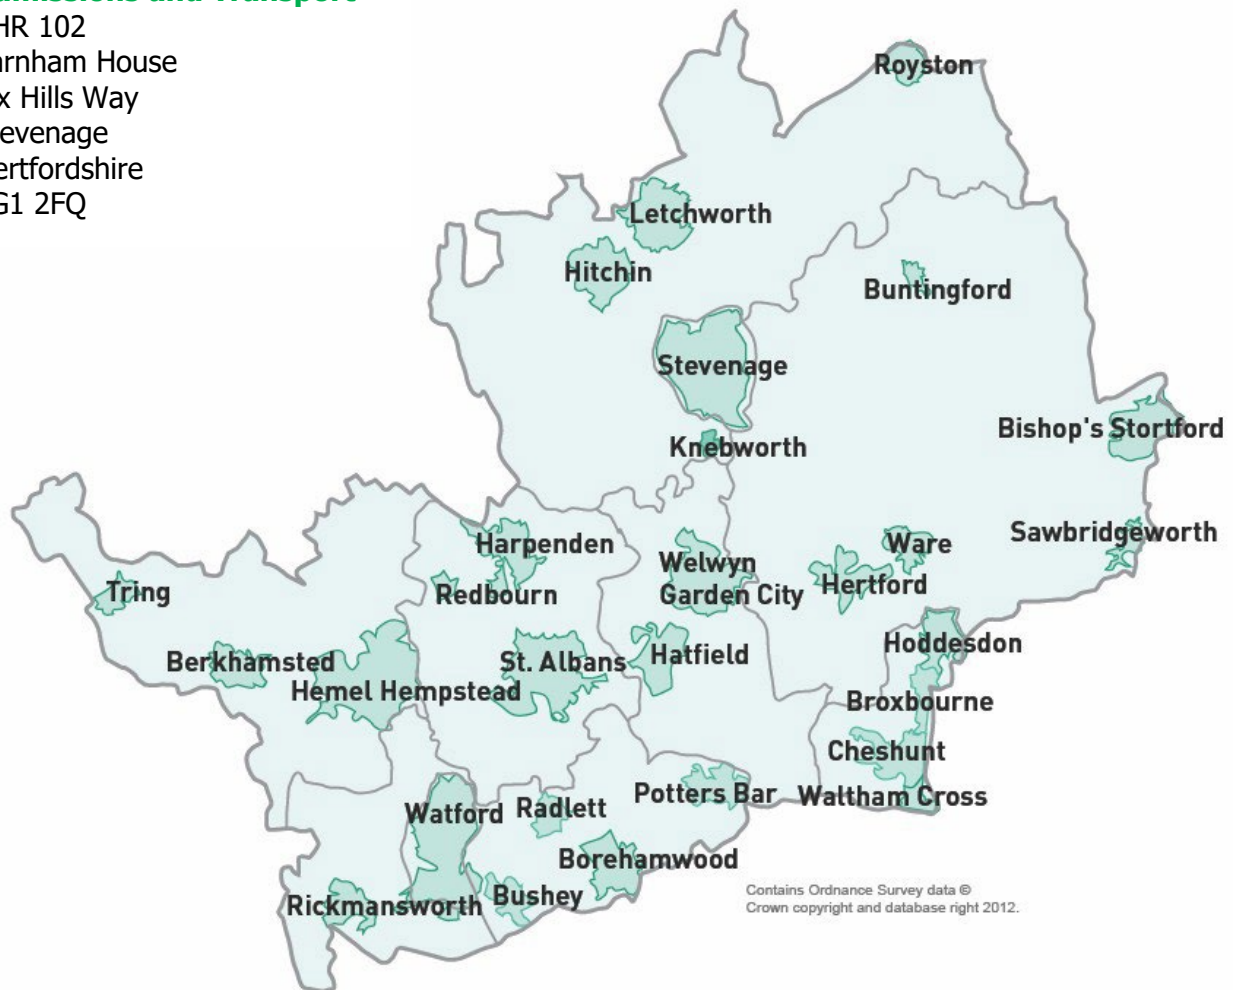 HR 102
rnham House
x Hills Way
evenage
ertfordshire
G1 2FQ
Royston
Letchworth
Hitchin
Buntingford
Stevenage
Bishop's Stortford
Knebworth
Sawbridgeworth
Harpenden
Ware
Welwyn
Garden City
Hertford
Tring
Redbourn
Hoddesdon
Berkhamsted
St. Albans
Hatfield
Hemel Hempstead
Broxbourne
Cheshunt
Potters Bar
Waltham Cross
Watford
Radlett
Borehamwood
Bushey
Rickmansworth
Contains Ordnance Survey data ©
Crown copyright and database right 2012.